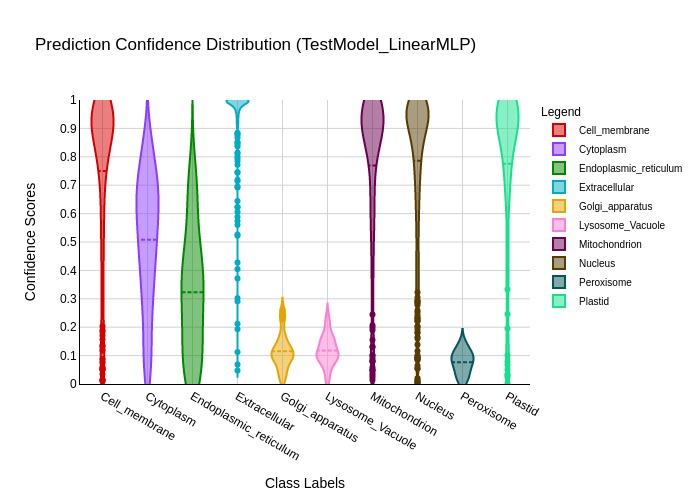 Prediction Confidence Distribution (TestModel_LinearMLP)
Confidence Scores
1
0.9
0.8
0.7
0.6
0.5
0.4
0.3
0.2
0.1
0
Cell_membrane
Cytoplasm
Endoplasmic_reticulum
Extracellular
Golgi_apparatus
Lysosome_Vacuole
Mitochondrion
Nucleus
Peroxisome
Plastid
Class Labels
Legend
Cell_membrane
Cytoplasm
Endoplasmic_reticulum
Extracellular
Golgi_apparatus
Lysosome_Vacuole
Mitochondrion
Nucleus
Peroxisome
Plastid